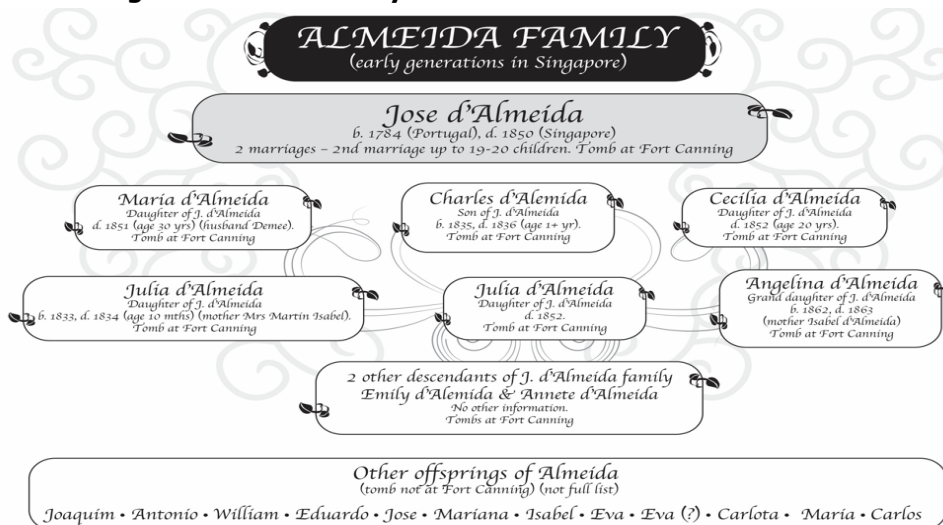 ALMEIDA FAMILY
(early generations in Singapore)
Jose d'Almeida
b. 1784 (Portugal), d. 1850 (Singapore)
2 marriages – 2nd marriage up to 19-20 children. Tomb at Fort Canning
Maria d'Almeida
Daughter of J. d'Almeida
d. 1851 (age 30 yrs) (husband Demee).
Tomb at Fort Canning
Charles d'Alemida
Son of J. d'Almeida
b. 1835, d. 1836 (age 1+ yr).
Tomb at Fort Canning
Cecilia d'Almeida
Daughter of J. d'Almeida
d. 1852 (age 20 yrs).
Tomb at Fort Canning
Julia d'Almeida
Daughter of J. d'Almeida
b. 1833, d. 1834 (age 10 mths) (mother Mrs Martin Isabel).
Tomb at Fort Canning
Julia d'Almeida
Daughter of J. d'Almeida
d. 1852.
Tomb at Fort Canning
Angelina d'Almeida
Grand daughter of J. d'Almeida
b. 1862, d. 1863
(mother Isabel d'Almeida)
Tomb at Fort Canning
2 other descendants of J. d'Almeida family
Emily d'Alemida & Annete d'Almeida
No other information.
Tombs at Fort Canning
Other offsprings of Almeida
(tomb not at Fort Canning) (not full list)
Joaquim • Antonio • William • Eduardo • Jose • Mariana • Isabel • Eva • Eva (?) • Carlota • Maria • Carlos